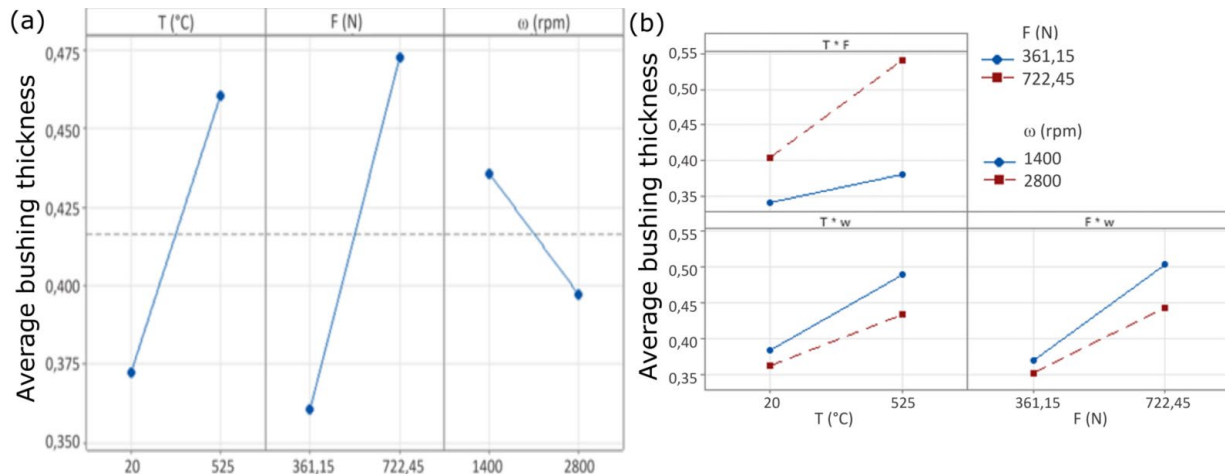 (a)
T (°C) F (N) ω (rpm)
Average bushing thickness
0,475
0,450
0,425
0,400
0,375
0,350
20 525 361,15 722,45 1400 2800
(b)
T * F
Average bushing thickness
0,55
0,50
0,45
0,40
0,35
F (N)
361,15
722,45
ω (rpm)
1400
2800
T * w F * w
0,55
0,50
0,45
0,40
0,35
20 525 361,15 722,45
T (°C) F (N)